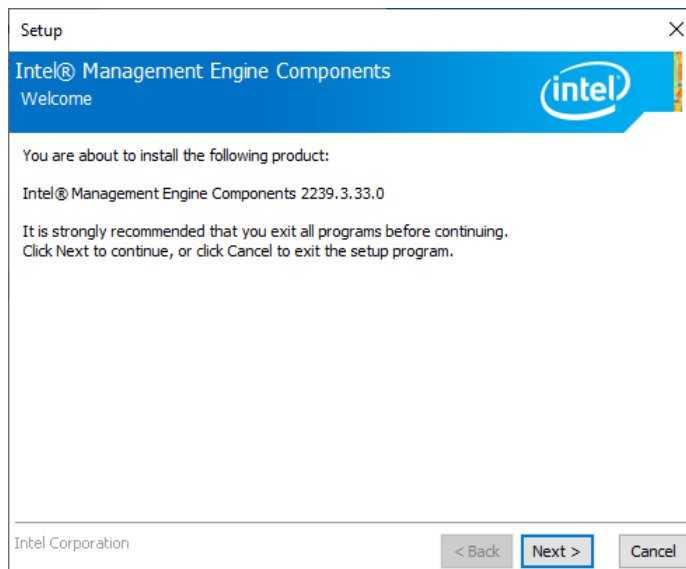 Setup
Intel® Management Engine Components
Welcome
intel
You are about to install the following product:
Intel® Management Engine Components 2239.3.33.0
It is strongly recommended that you exit all programs before continuing.
Click Next to continue, or click Cancel to exit the setup program.
Intel Corporation
< Back Next > Cancel